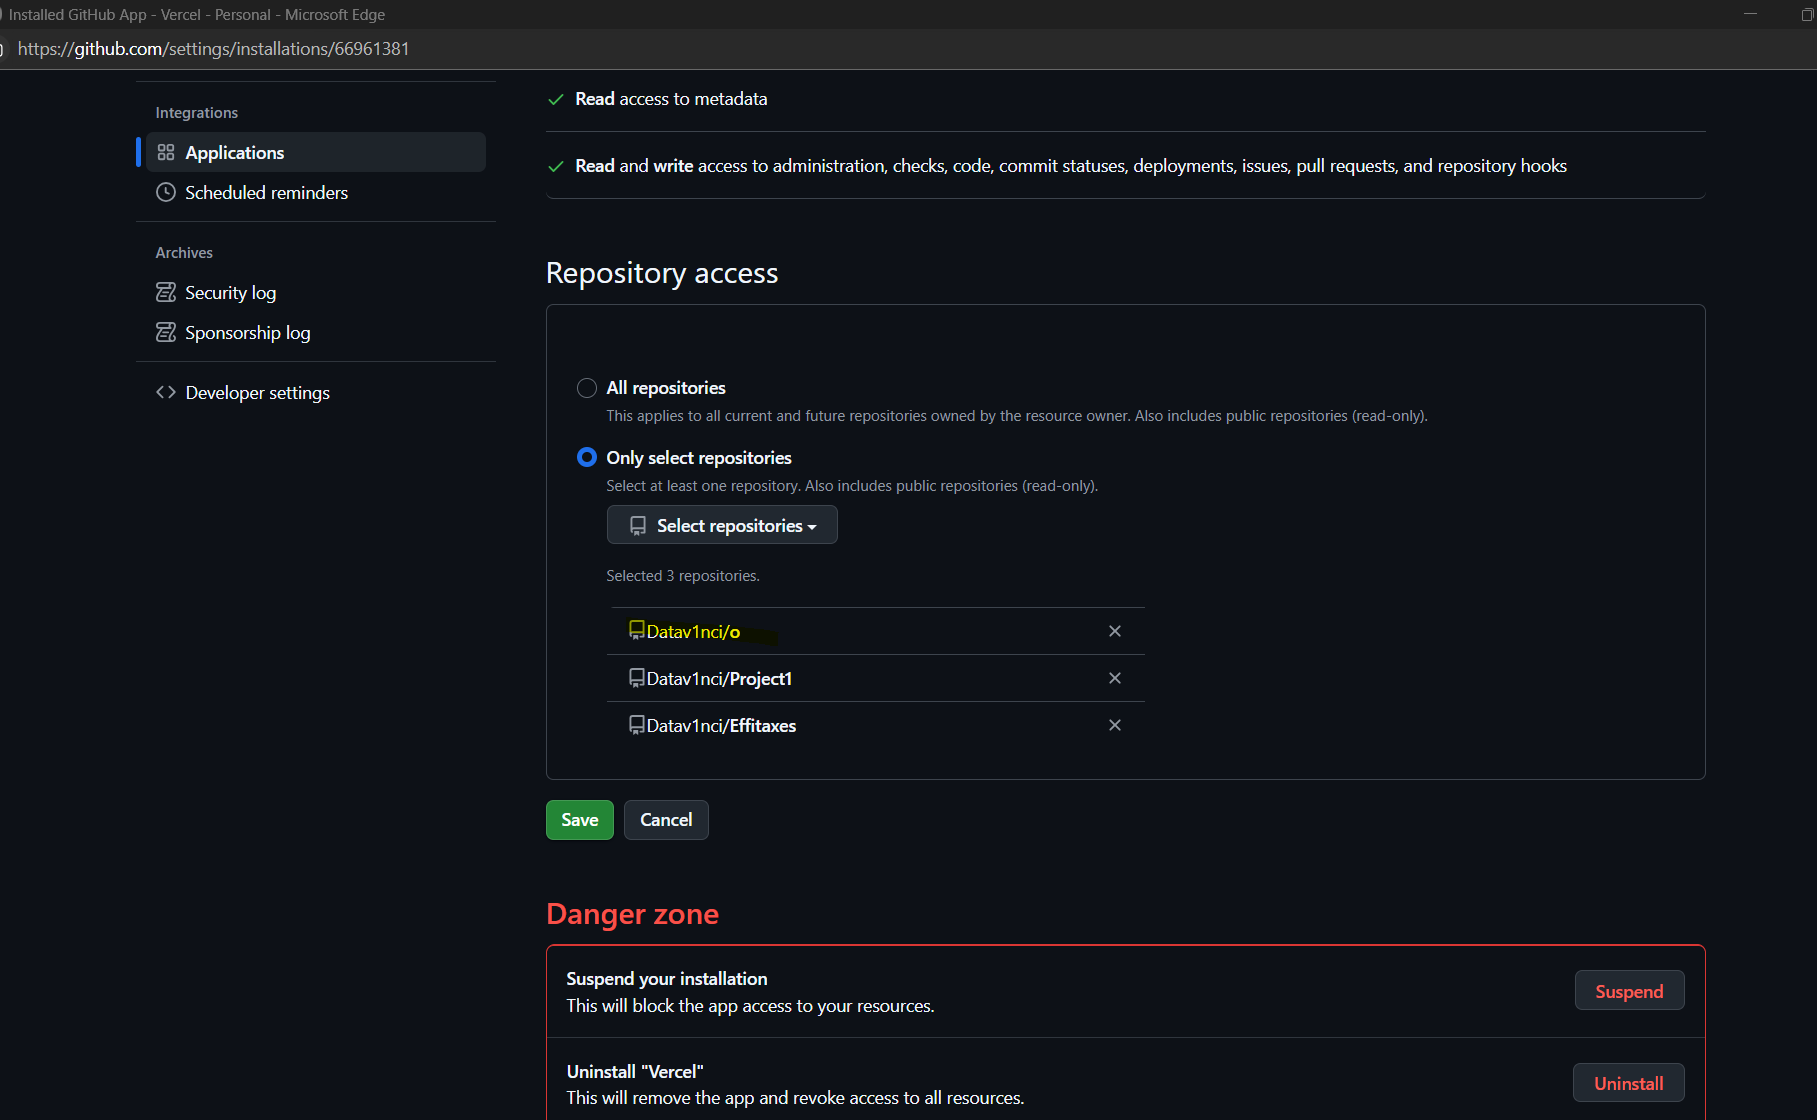 Installed GitHub App - Vercel - Personal - Microsoft Edge
https://github.com/settings/installations/66961381
Integrations
Applications
Scheduled reminders
Archives
Security log
Sponsorship log
Developer settings
Read access to metadata
Read and write access to administration, checks, code, commit statuses, deployments, issues, pull requests, and repository hooks
Repository access
All repositories
This applies to all current and future repositories owned by the resource owner. Also includes public repositories (read-only).
Only select repositories
Select at least one repository. Also includes public repositories (read-only).
Select repositories
Selected 3 repositories.
Datav1nci/o
Datav1nci/Project1
Datav1nci/Effitaxes
Save Cancel
Danger zone
Suspend your installation
This will block the app access to your resources.
Suspend
Uninstall "Vercel"
This will remove the app and revoke access to all resources.
Uninstall